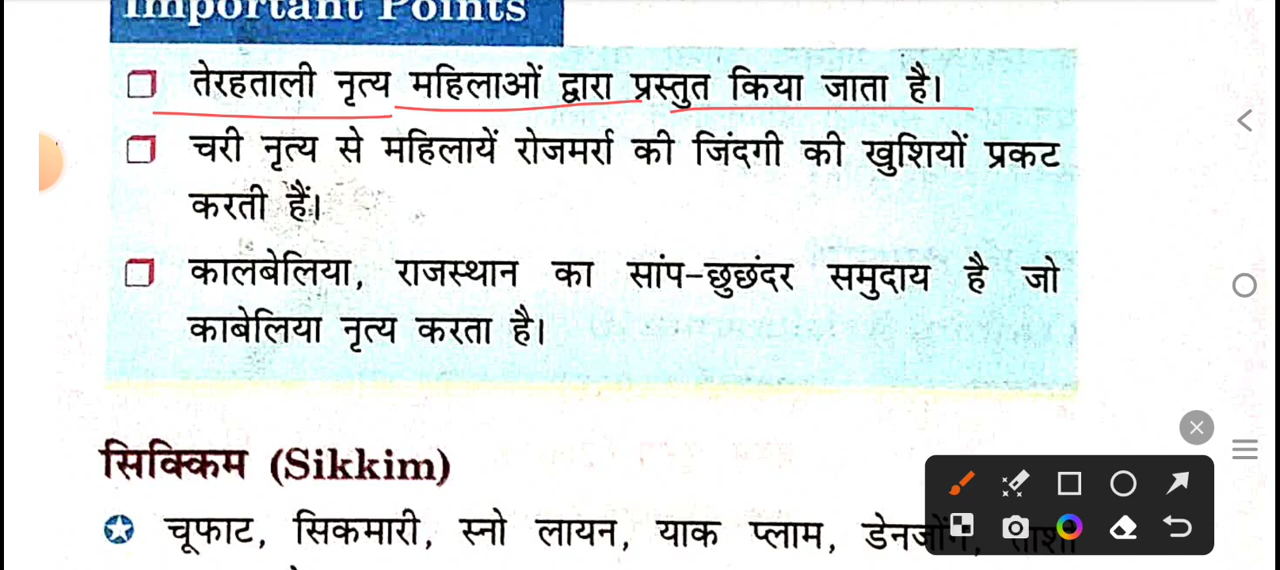 Important Points
तेरहताली नृत्य महिलाओं द्वारा प्रस्तुत किया जाता है।
चरी नृत्य से महिलायें रोजमर्रा की जिंदगी की खुशियों प्रकट
करती हैं।
कालबेलिया, राजस्थान का सांप-छुछंदर समुदाय है जो
काबेलिया नृत्य करता है।
सिक्किम (Sikkim)
चूफाट, सिकमारी, स्नो लायन, याक प्लाम, डेनजोंग, ताशी